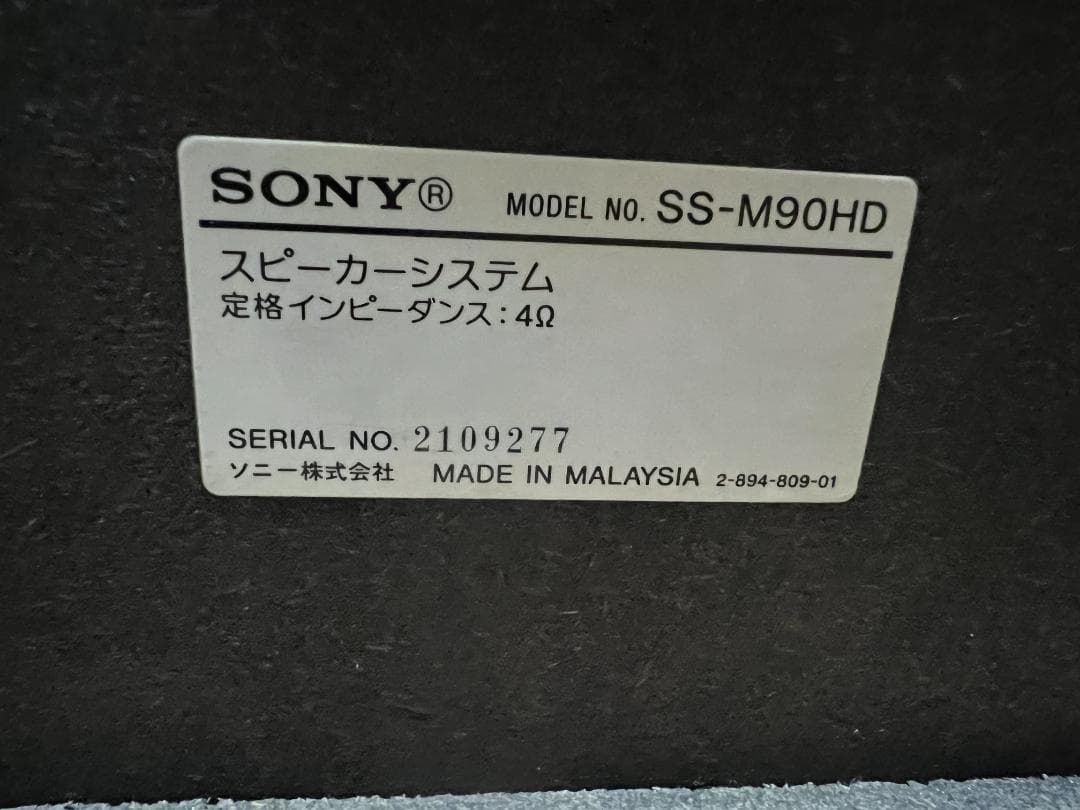 SONY® MODEL NO. SS-M90HD
スピーカーシステム
定格インピーダンス:4Ω
SERIAL NO. 2109277
ソニー株式会社 MADE IN MALAYSIA 2-894-809-01